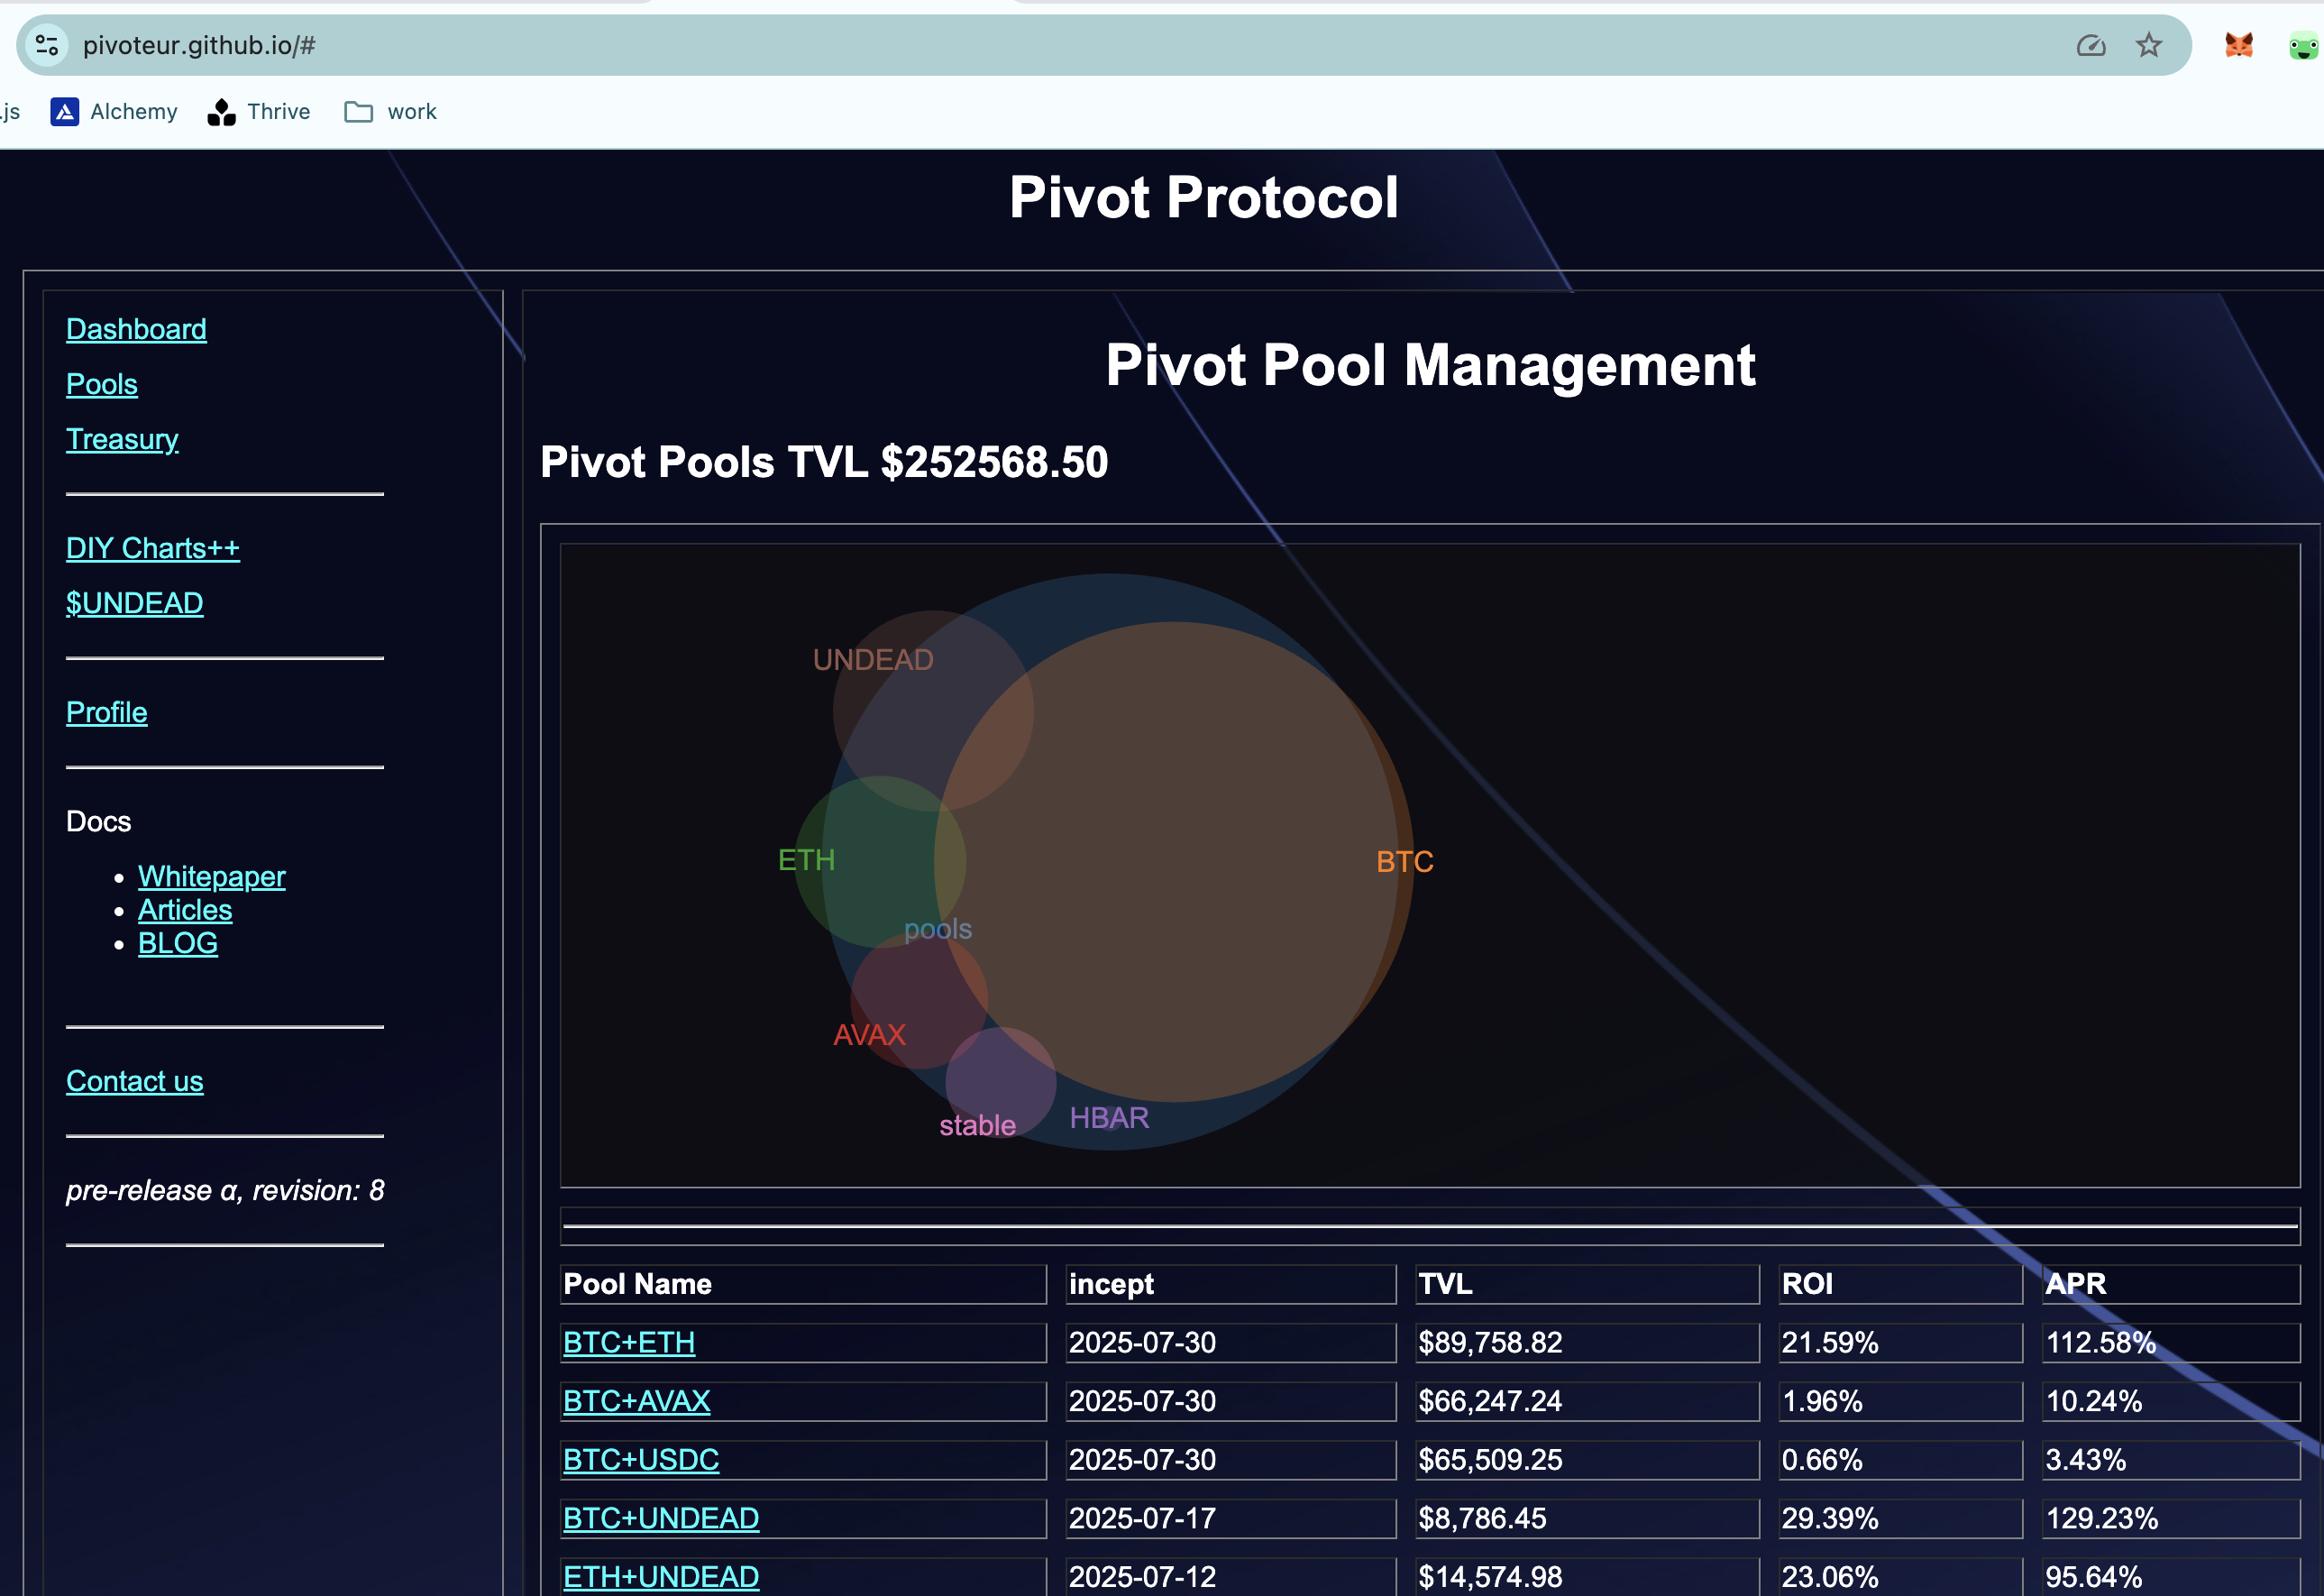 pivoteur.github.io/#
.js Alchemy Thrive work
Pivot Protocol
Dashboard
Pools
Treasury
DIY Charts++
$UNDEAD
Profile
Docs
Whitepaper
Articles
BLOG
Contact us
pre-release α, revision: 8
Pivot Pool Management
Pivot Pools TVL $252568.50
UNDEAD
ETH
BTC
pools
AVAX
stable
HBAR
Pool Name incept TVL ROI APR
BTC+ETH 2025-07-30 $89,758.82 21.59% 112.58%
BTC+AVAX 2025-07-30 $66,247.24 1.96% 10.24%
BTC+USDC 2025-07-30 $65,509.25 0.66% 3.43%
BTC+UNDEAD 2025-07-17 $8,786.45 29.39% 129.23%
ETH+UNDEAD 2025-07-12 $14,574.98 23.06% 95.64%